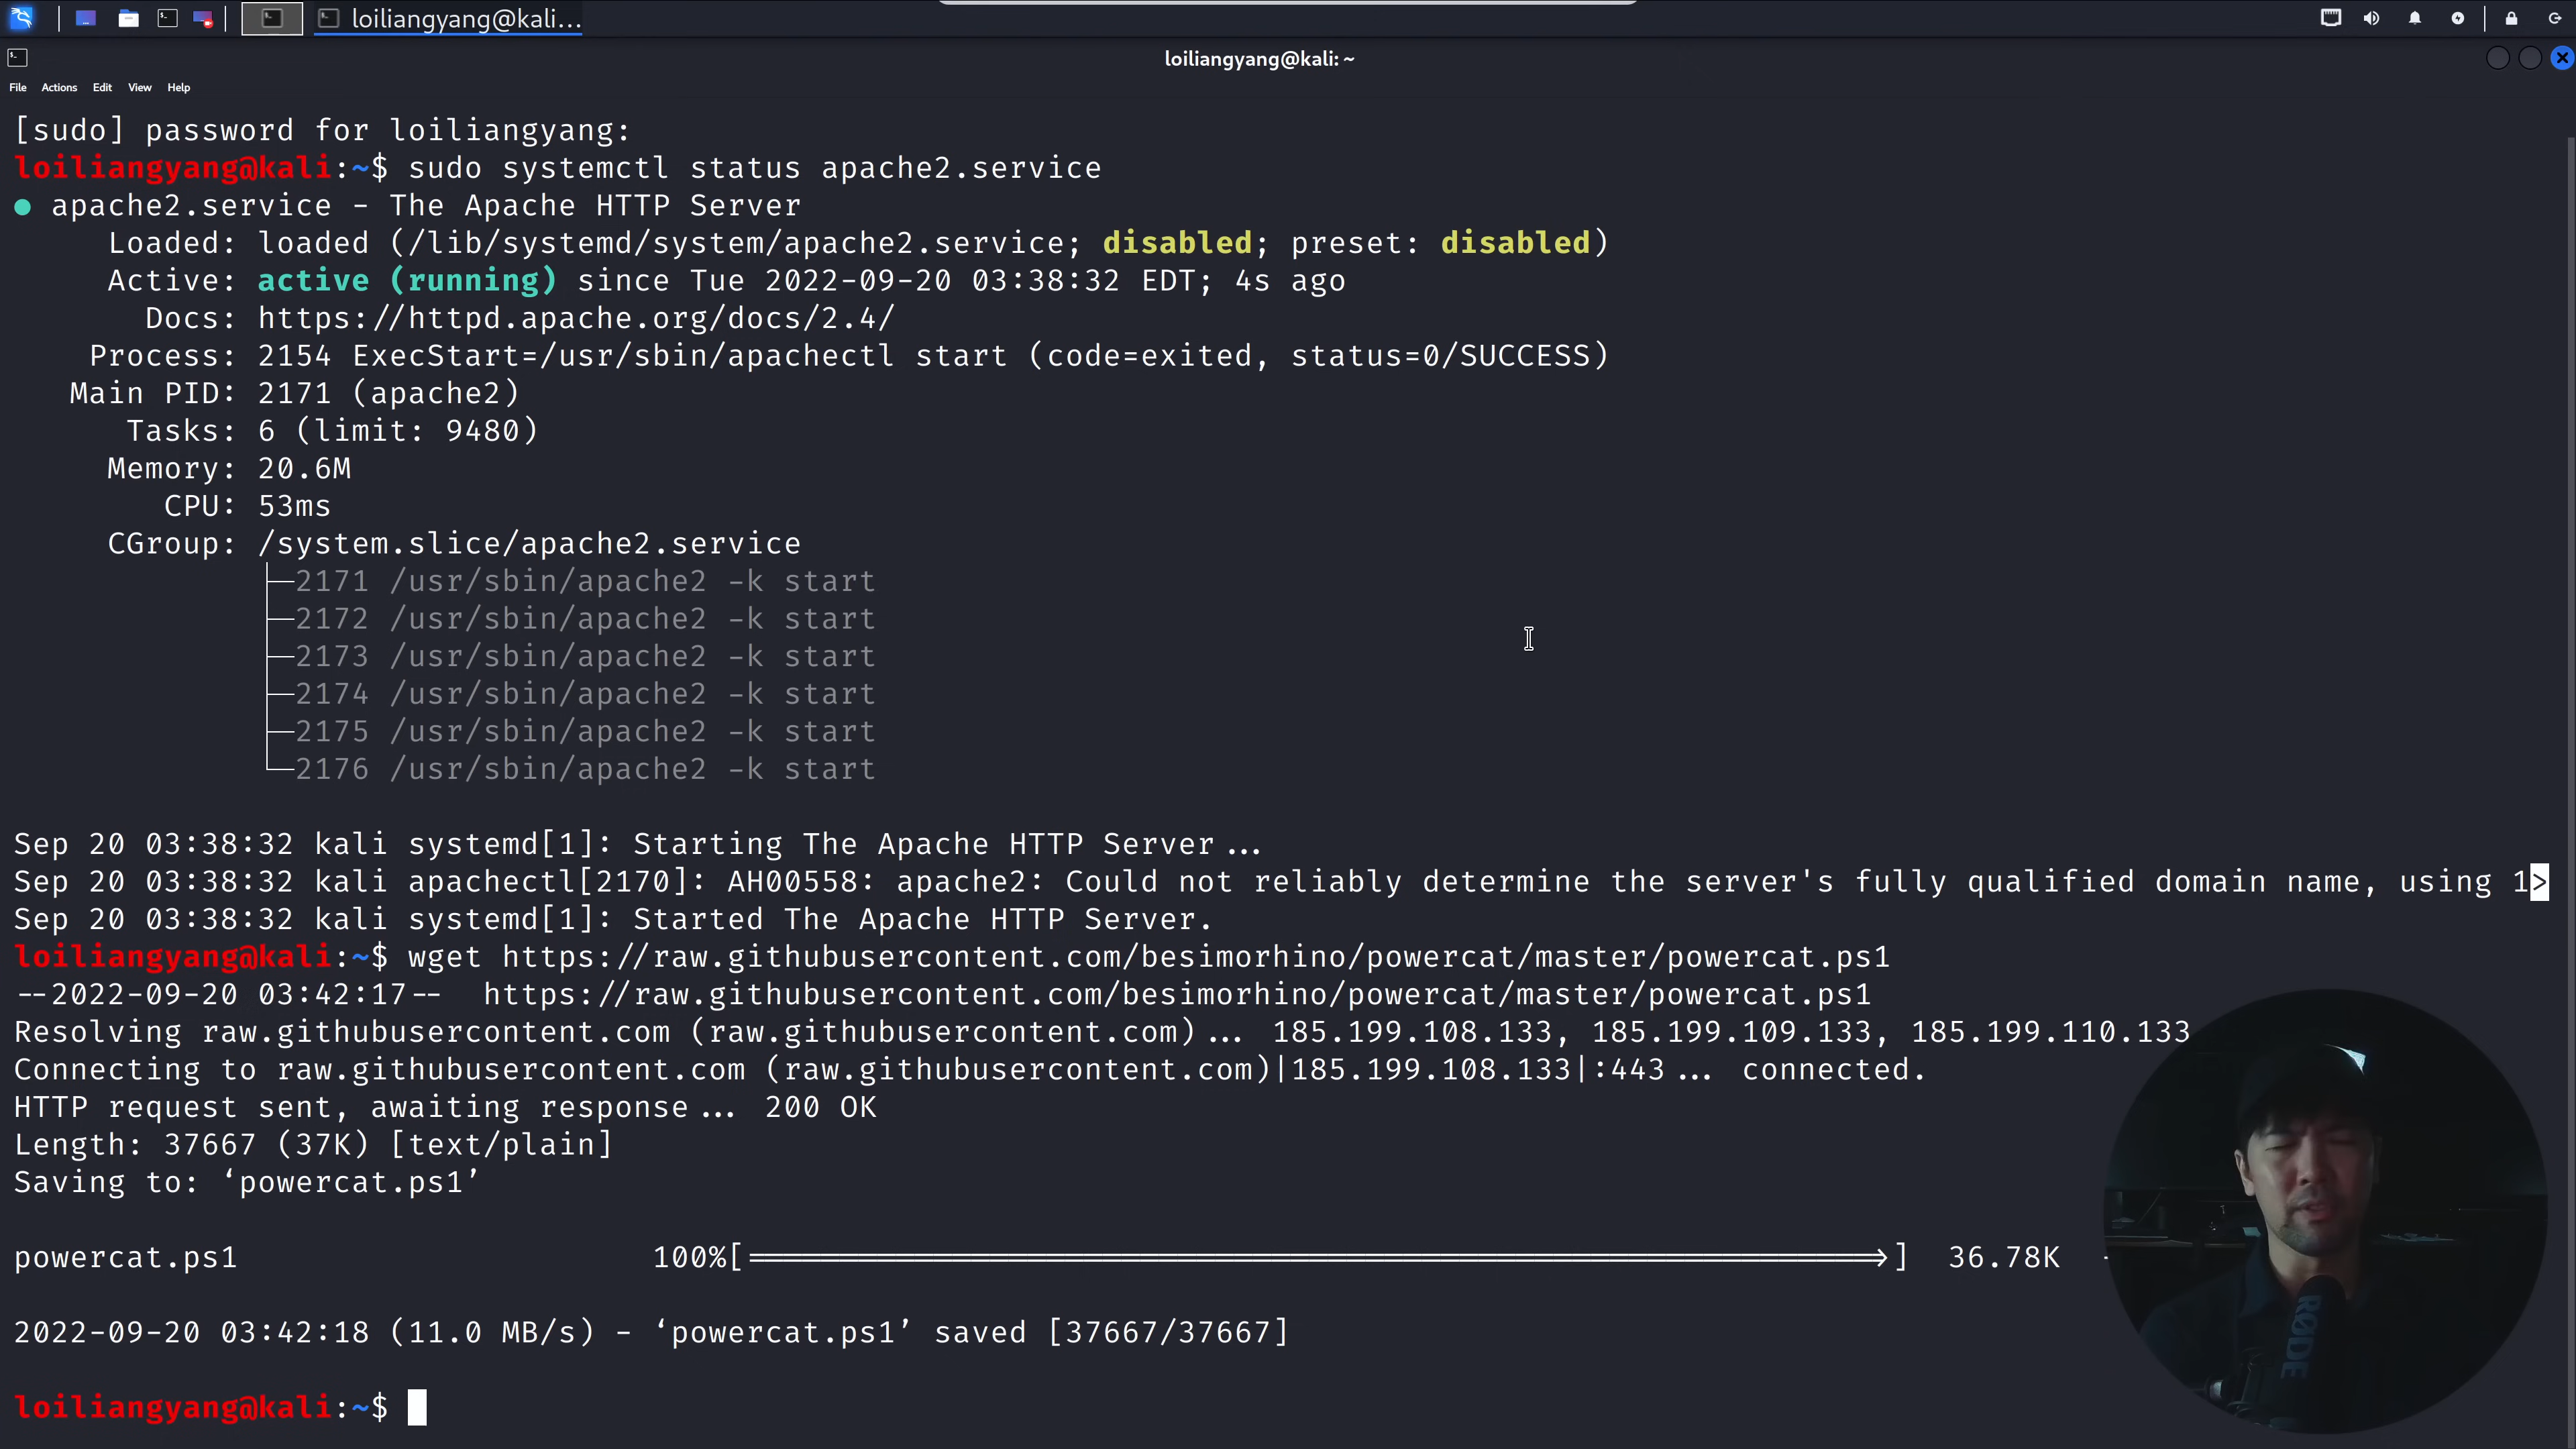 loiliangyang@kali...
loiliangyang@kali: ~
File Actions Edit View Help
[sudo] password for loiliangyang:
loiliangyang@kali:~$ sudo systemctl status apache2.service
● apache2.service - The Apache HTTP Server
Loaded: loaded (/lib/systemd/system/apache2.service; disabled; preset: disabled)
Active: active (running) since Tue 2022-09-20 03:38:32 EDT; 4s ago
Docs: https://httpd.apache.org/docs/2.4/
Process: 2154 ExecStart=/usr/sbin/apachectl start (code=exited, status=0/SUCCESS)
Main PID: 2171 (apache2)
Tasks: 6 (limit: 9480)
Memory: 20.6M
CPU: 53ms
CGroup: /system.slice/apache2.service
├─2171 /usr/sbin/apache2 -k start
├─2172 /usr/sbin/apache2 -k start
├─2173 /usr/sbin/apache2 -k start
├─2174 /usr/sbin/apache2 -k start
├─2175 /usr/sbin/apache2 -k start
└─2176 /usr/sbin/apache2 -k start
Sep 20 03:38:32 kali systemd[1]: Starting The Apache HTTP Server...
Sep 20 03:38:32 kali apachectl[2170]: AH00558: apache2: Could not reliably determine the server's fully qualified domain name, using 1>
Sep 20 03:38:32 kali systemd[1]: Started The Apache HTTP Server.
loiliangyang@kali:~$ wget https://raw.githubusercontent.com/besimorhino/powercat/master/powercat.ps1
--2022-09-20 03:42:17-- https://raw.githubusercontent.com/besimorhino/powercat/master/powercat.ps1
Resolving raw.githubusercontent.com (raw.githubusercontent.com)... 185.199.108.133, 185.199.109.133, 185.199.110.133
Connecting to raw.githubusercontent.com (raw.githubusercontent.com)|185.199.108.133|:443... connected.
HTTP request sent, awaiting response... 200 OK
Length: 37667 (37K) [text/plain]
Saving to: ‘powercat.ps1’
powercat.ps1 100%[===================>] 36.78K
2022-09-20 03:42:18 (11.0 MB/s) - ‘powercat.ps1’ saved [37667/37667]
loiliangyang@kali:~$
RØDE